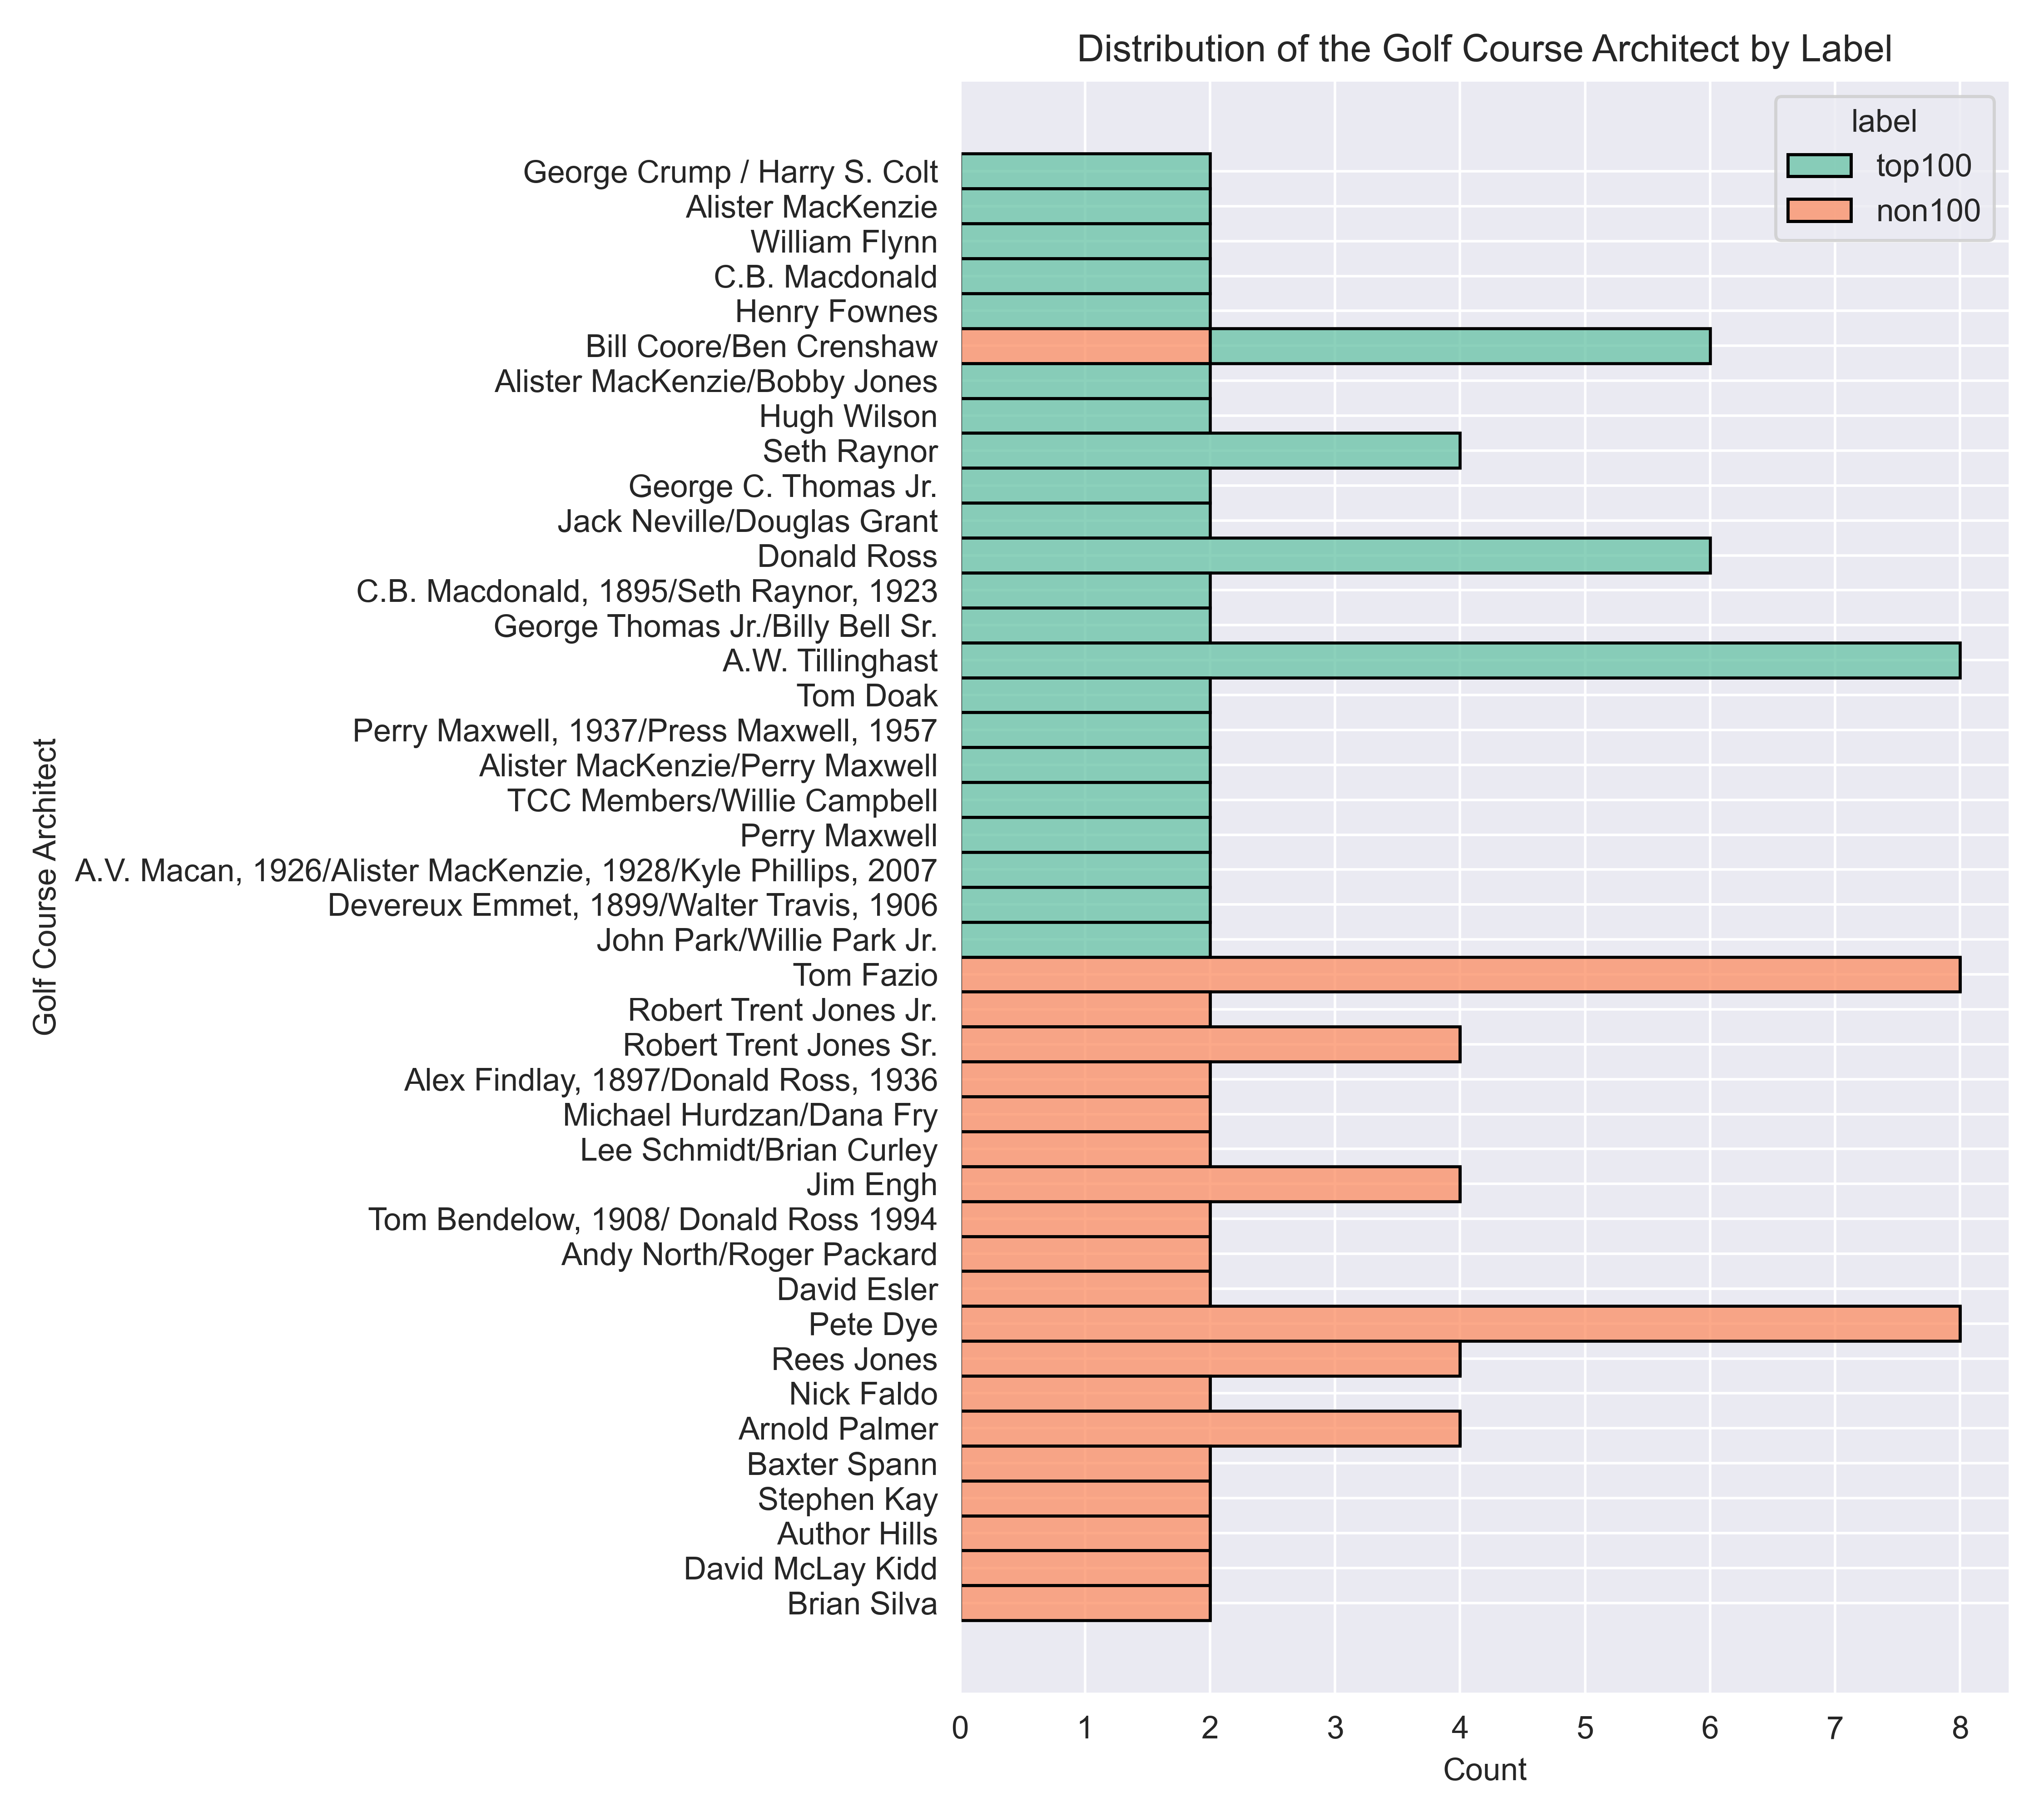 Distribution of the Golf Course Architect by Label
label
top100
non100
George Crump / Harry S. Colt
Alister MacKenzie
William Flynn
C.B. Macdonald
Henry Fownes
Bill Coore/Ben Crenshaw
Alister MacKenzie/Bobby Jones
Hugh Wilson
Seth Raynor
George C. Thomas Jr.
Jack Neville/Douglas Grant
Donald Ross
C.B. Macdonald, 1895/Seth Raynor, 1923
George Thomas Jr./Billy Bell Sr.
A.W. Tillinghast
Tom Doak
Perry Maxwell, 1937/Press Maxwell, 1957
Alister MacKenzie/Perry Maxwell
TCC Members/Willie Campbell
Perry Maxwell
A.V. Macan, 1926/Alister MacKenzie, 1928/Kyle Phillips, 2007
Devereux Emmet, 1899/Walter Travis, 1906
John Park/Willie Park Jr.
Tom Fazio
Robert Trent Jones Jr.
Robert Trent Jones Sr.
Alex Findlay, 1897/Donald Ross, 1936
Michael Hurdzan/Dana Fry
Lee Schmidt/Brian Curley
Jim Engh
Tom Bendelow, 1908/ Donald Ross 1994
Andy North/Roger Packard
David Esler
Pete Dye
Rees Jones
Nick Faldo
Arnold Palmer
Baxter Spann
Stephen Kay
Author Hills
David McLay Kidd
Brian Silva
Golf Course Architect
0 1 2 3 4 5 6 7 8
Count